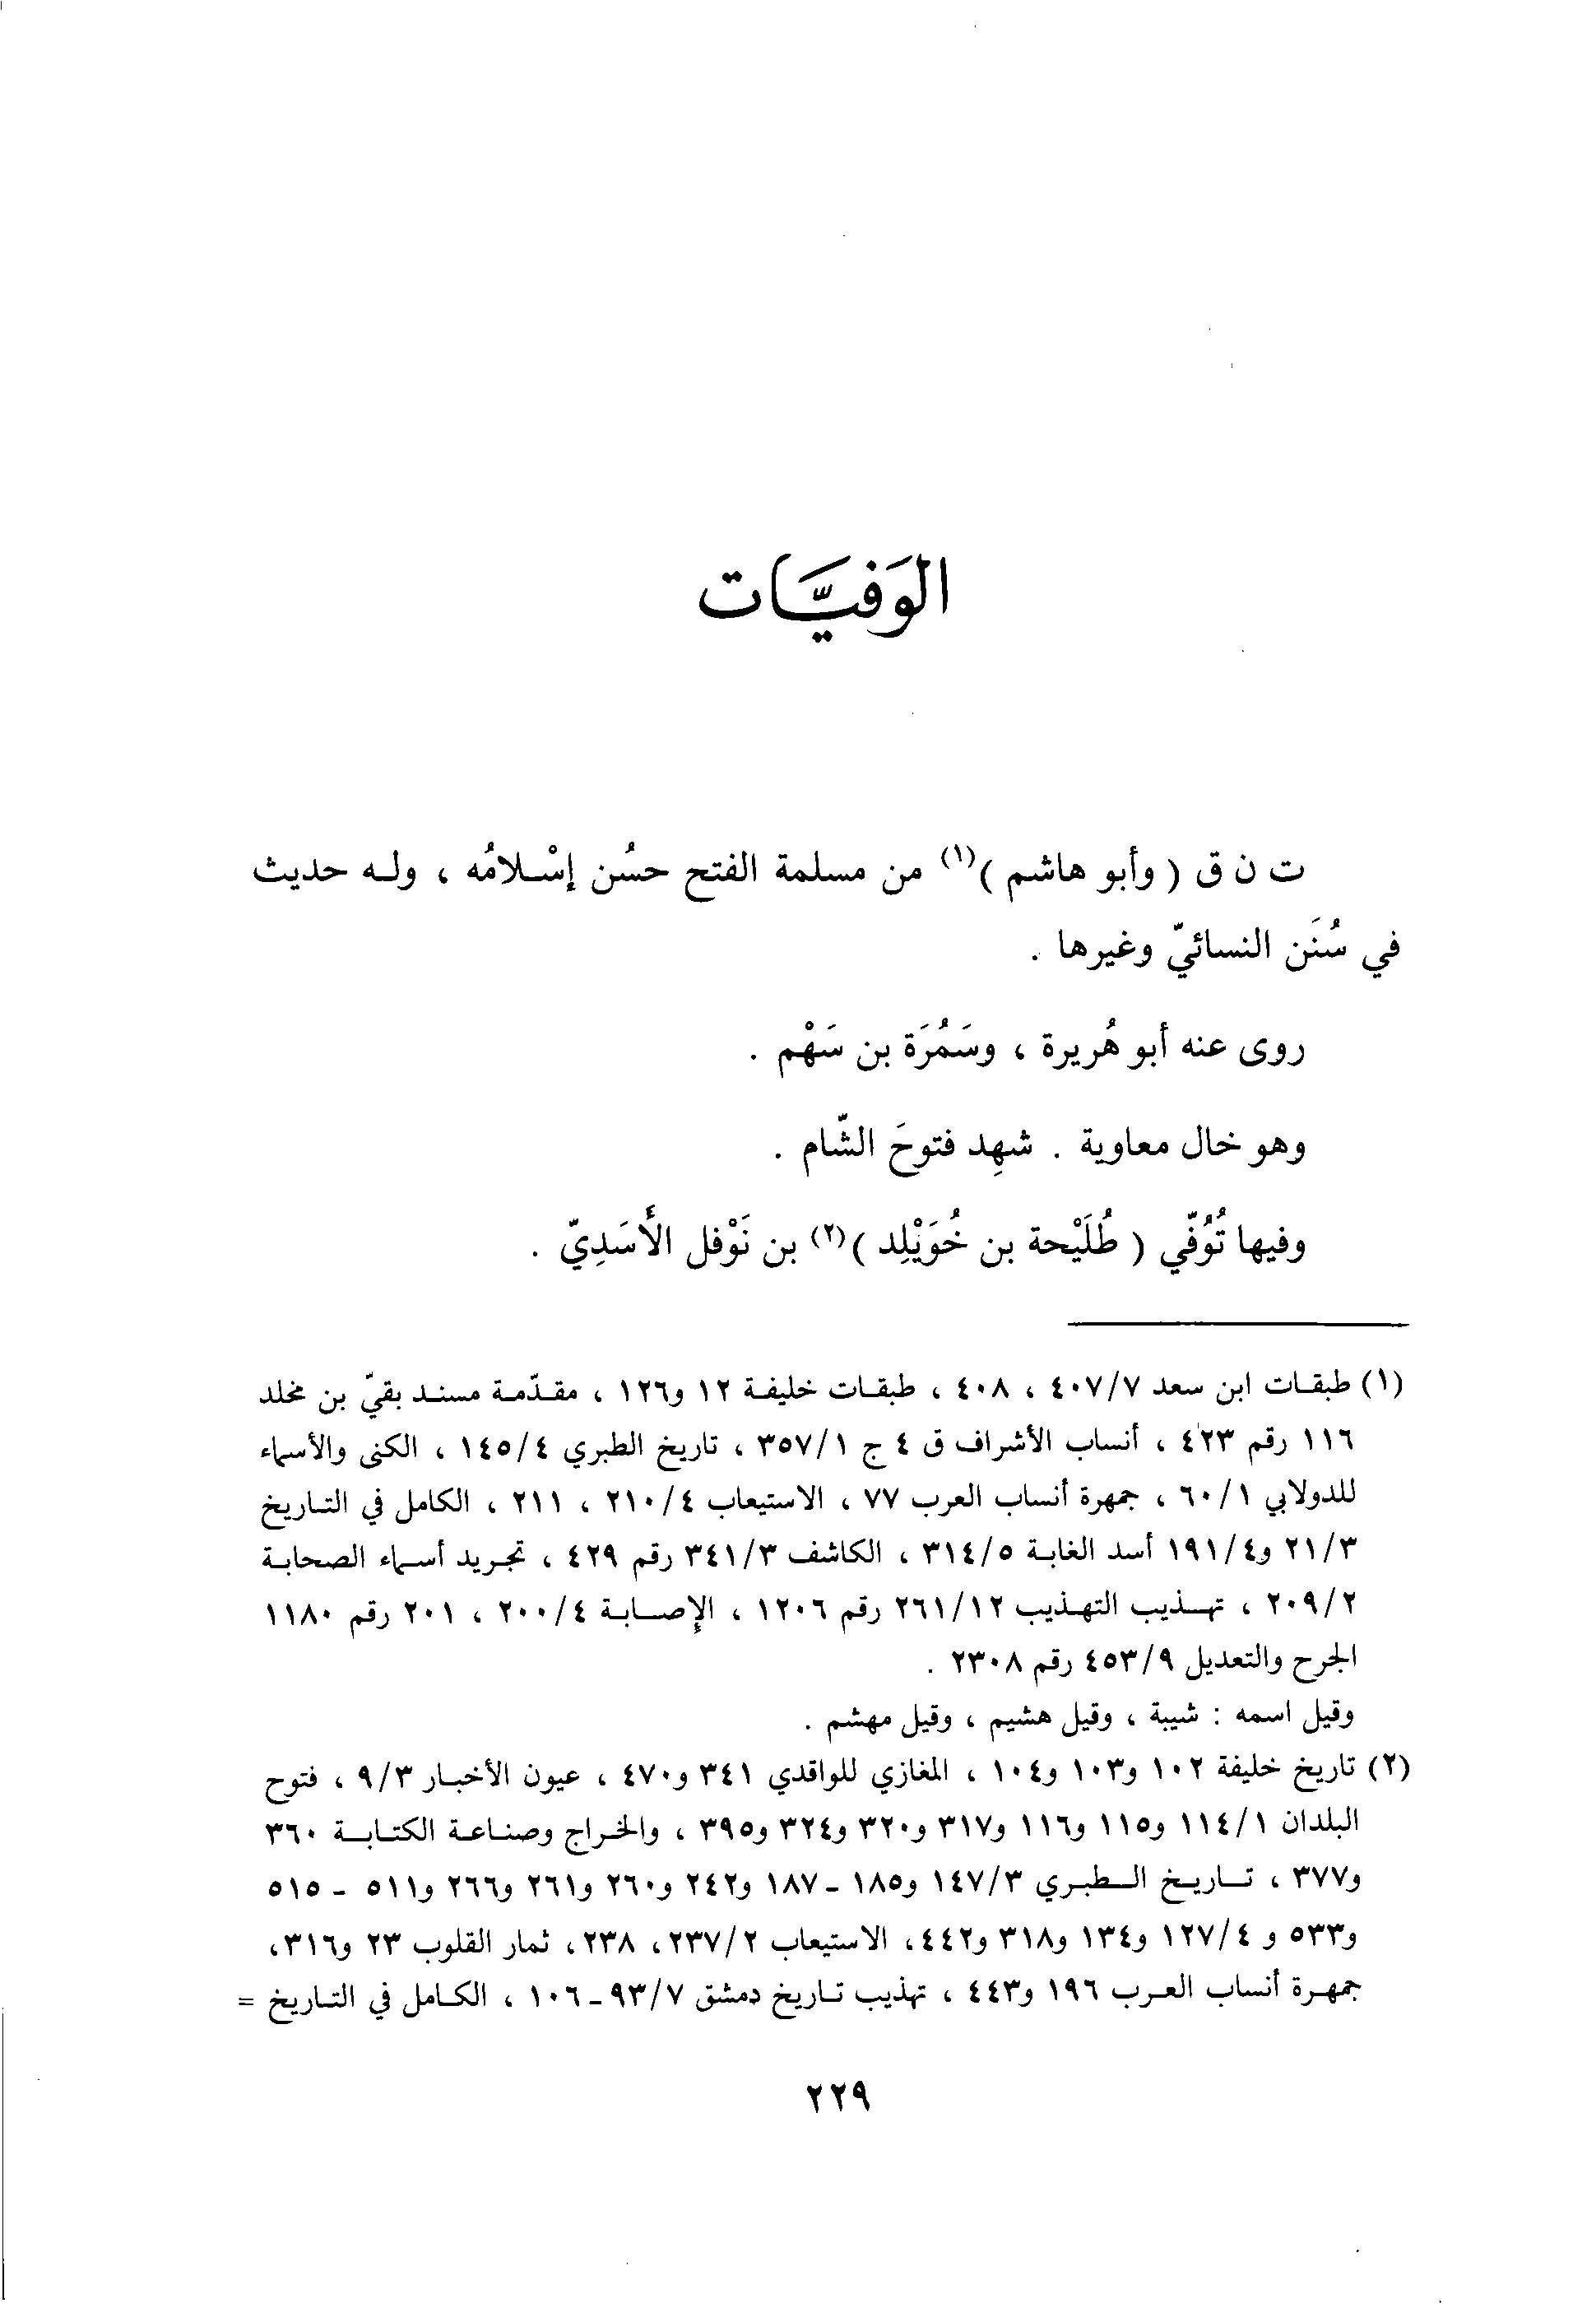 الوَفيَّات
ت ن ق ( وأبو هاشم )(١) من مسلمة الفتح حسُن إسْلامُه ، وله حديث
في سُنَن النسائيّ وغيرها .
روى عنه أبو هُريرة ، وسَمُرَة بن سَهْم .
وهو خال معاوية . شهِد فتوحَ الشّام .
وفيها تُوُفّي ( طُلَيْحة بن خُوَيْلِد )(٢) بن نَوْفل الأَسَدِيّ .
(١) طبقات ابن سعد ٤٠٧/٧ ، ٤٠٨ ، طبقات خليفة ١٢ و١٢٦ ، مقدّمة مسند بقيّ بن مخلد
١١٦ رقم ٤٢٣ ، أنساب الأشراف ق ٤ ج ٣٥٧/١ ، تاريخ الطبري ١٤٥/٤ ، الكنى والأسماء
للدولابي ٦٠/١ ، جمهرة أنساب العرب ٧٧ ، الاستيعاب ٢١٠/٤ ، ٢١١ ، الكامل في التاريخ
٢١/٣ و١٩١/٤ أسد الغابة ٣١٤/٥ ، الكاشف ٣٤١/٣ رقم ٤٢٩ ، تجريد أسماء الصحابة
٢٠٩/٢ ، تهذيب التهذيب ٢٦١/١٢ رقم ١٢٠٦ ، الإصابة ٢٠٠/٤ ، ٢٠١ رقم ١١٨٠
الجرح والتعديل ٤٥٣/٩ رقم ٢٣٠٨ .
وقيل اسمه : شيبة ، وقيل هشيم ، وقيل مهشم .
(٢) تاريخ خليفة ١٠٢ و١٠٣ و١٠٤ ، المغازي للواقدي ٣٤١ و٤٧٠ ، عيون الأخبار ٩/٣ ، فتوح
البلدان ١١٤/١ و١١٥ و١١٦ و٣١٧ و٣٢٠ و٣٢٤ و٣٩٥ ، والخراج وصناعة الكتابة ٣٦٠
و٣٧٧ ، تاريخ الطبري ١٤٧/٣ و١٨٥ - ١٨٧ و٢٤٢ و٢٦٠ و٢٦١ و٢٦٦ و٥١١ - ٥١٥
و٥٣٣ و ١٢٧/٤ و١٣٤ و٣١٨ و٤٤٢، الاستيعاب ٢٣٧/٢ ، ٢٣٨، ثمار القلوب ٢٣ و٣١٦،
جمهرة أنساب العرب ١٩٦ و٤٤٣ ، تهذيب تاريخ دمشق ٩٣/٧ - ١٠٦ ، الكامل في التاريخ =
٢٢٩